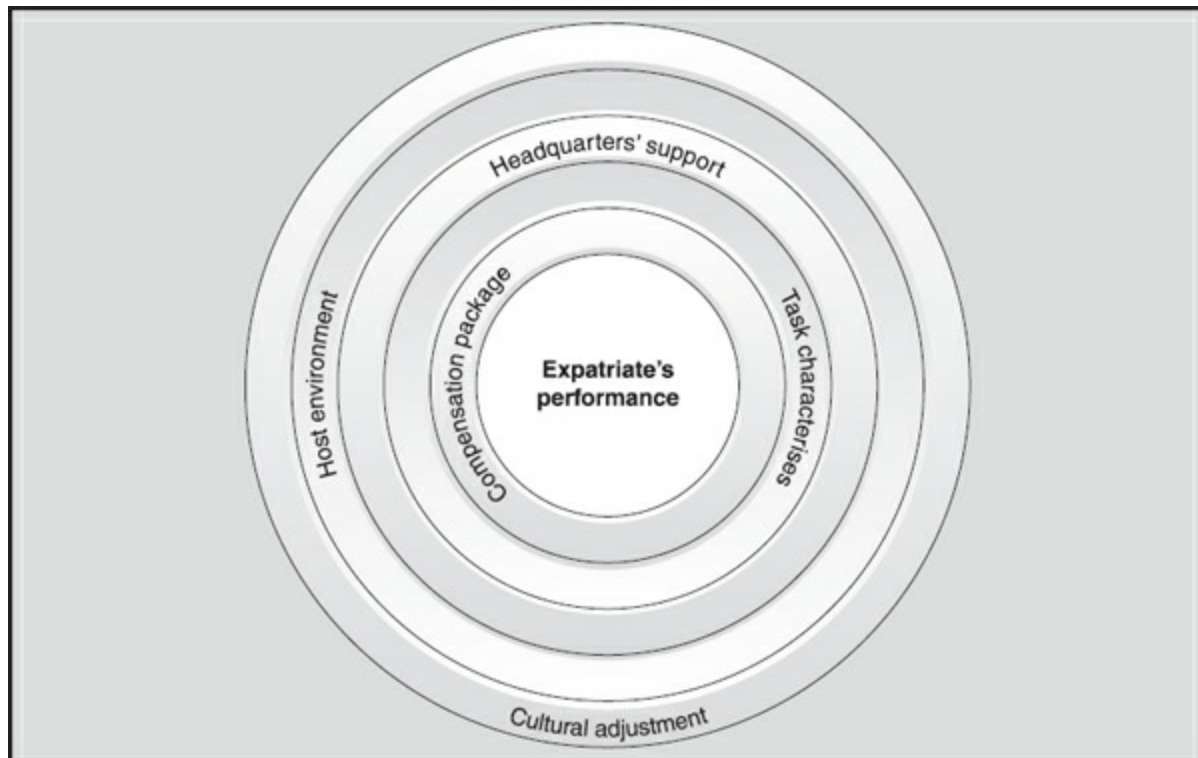 Headquarters' support
Host environment
Compensation package
Task characterises
Expatriate's
performance
Cultural adjustment